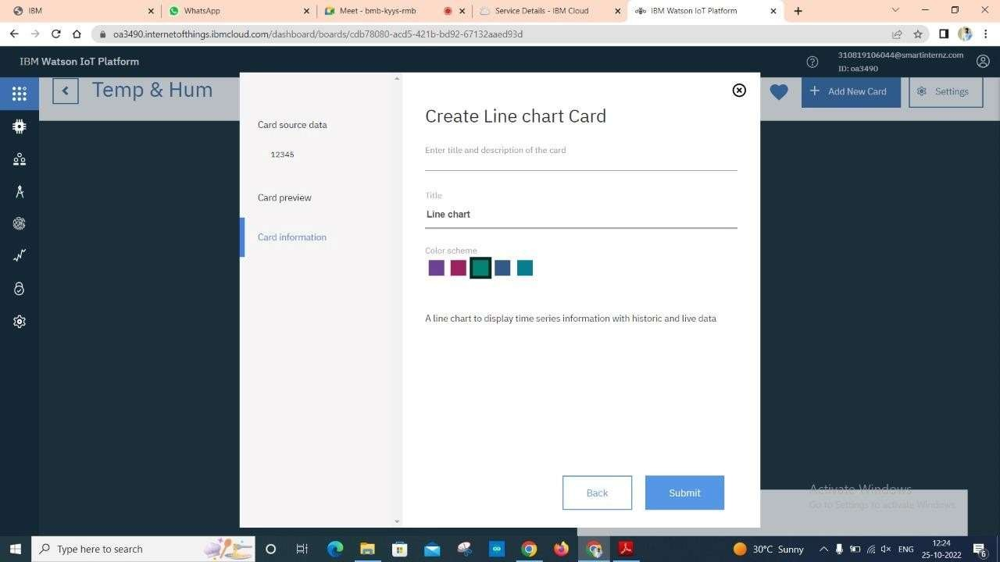 IBM Cloud
WhatsApp
Meet - bmb-kyys-rmb
Service Details - IBM Cloud
IBM Watson IoT Platform
oa3490.internetofthings.ibmcloud.com/dashboard/boards/cdb78080-acd5-421b-bd92-67132aaed93d
IBM Watson IoT Platform
310819106044@smartinternz.com
ID: oa3490
Temp & Hum
Add New Card
Settings
Card source data
12345
Card preview
Card information
Create Line chart Card
Enter title and description of the card
Title
Line chart
Color scheme
A line chart to display time series information with historic and live data
Back
Submit
Activate Windows
Go to Settings to activate Windows.
Type here to search
30°C Sunny
ENG
12:24
25-10-2022
6